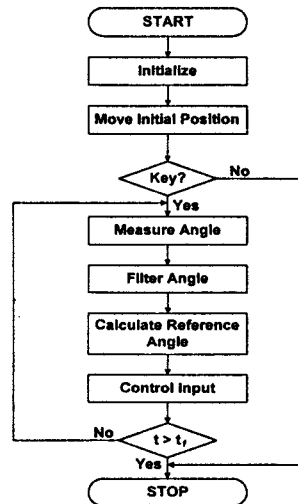 START
Initialize
Move Initial Position
Key?
No
Yes
Measure Angle
Filter Angle
Calculate Reference
Angle
Control Input
No
t > t_f
Yes
STOP